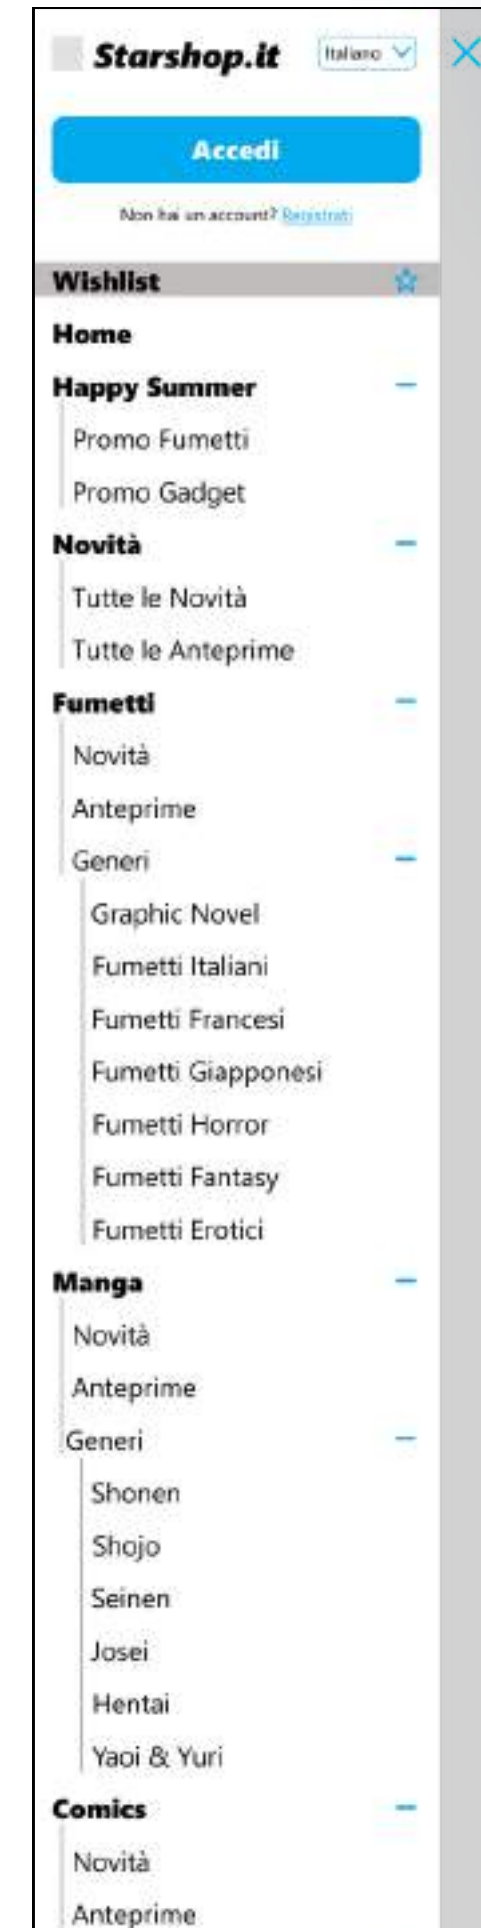 Starshop.it
Italiano
Accedi
Non hai un account? Registrati
Wishlist
Home
Happy Summer
Promo Fumetti
Promo Gadget
Novità
Tutte le Novità
Tutte le Anteprime
Fumetti
Novità
Anteprime
Generi
Graphic Novel
Fumetti Italiani
Fumetti Francesi
Fumetti Giapponesi
Fumetti Horror
Fumetti Fantasy
Fumetti Erotici
Manga
Novità
Anteprime
Generi
Shonen
Shojo
Seinen
Josei
Hentai
Yaoi & Yuri
Comics
Novità
Anteprime